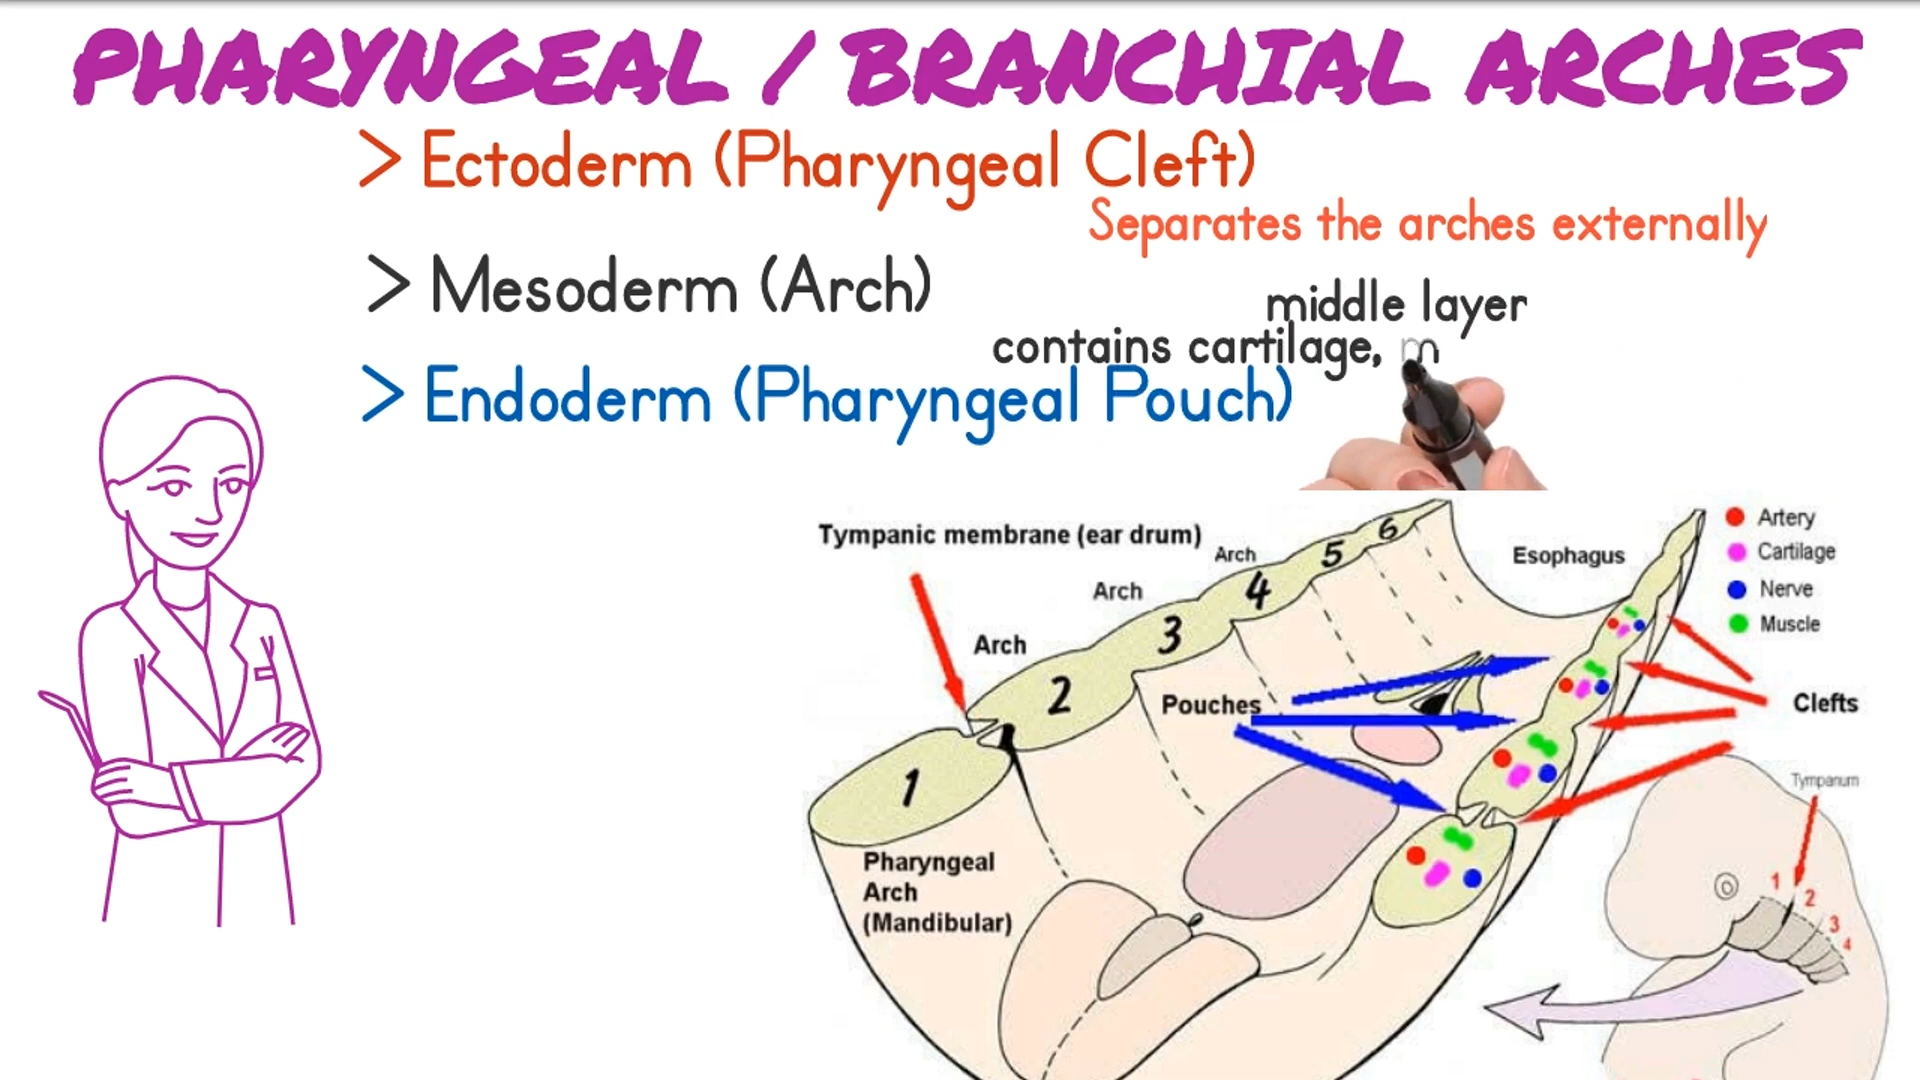 PHARYNGEAL / BRANCHIAL ARCHES
> Ectoderm (Pharyngeal Cleft)
Separates the arches externally
> Mesoderm (Arch)
middle layer
contains cartilage, m
> Endoderm (Pharyngeal Pouch)
Tympanic membrane (ear drum)
Arch
Arch
Arch
1
2
3
4
5
6
Esophagus
Artery
Cartilage
Nerve
Muscle
Pouches
Clefts
Pharyngeal
Arch
(Mandibular)
Tympanum
1
2
3
4